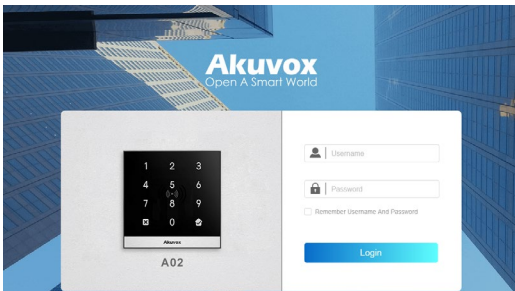 Akuvox
Open A Smart World
1 2 3
4 5 6
7 8 9
0
Akuvox
A02
Username
Password
Remember Username And Password
Login